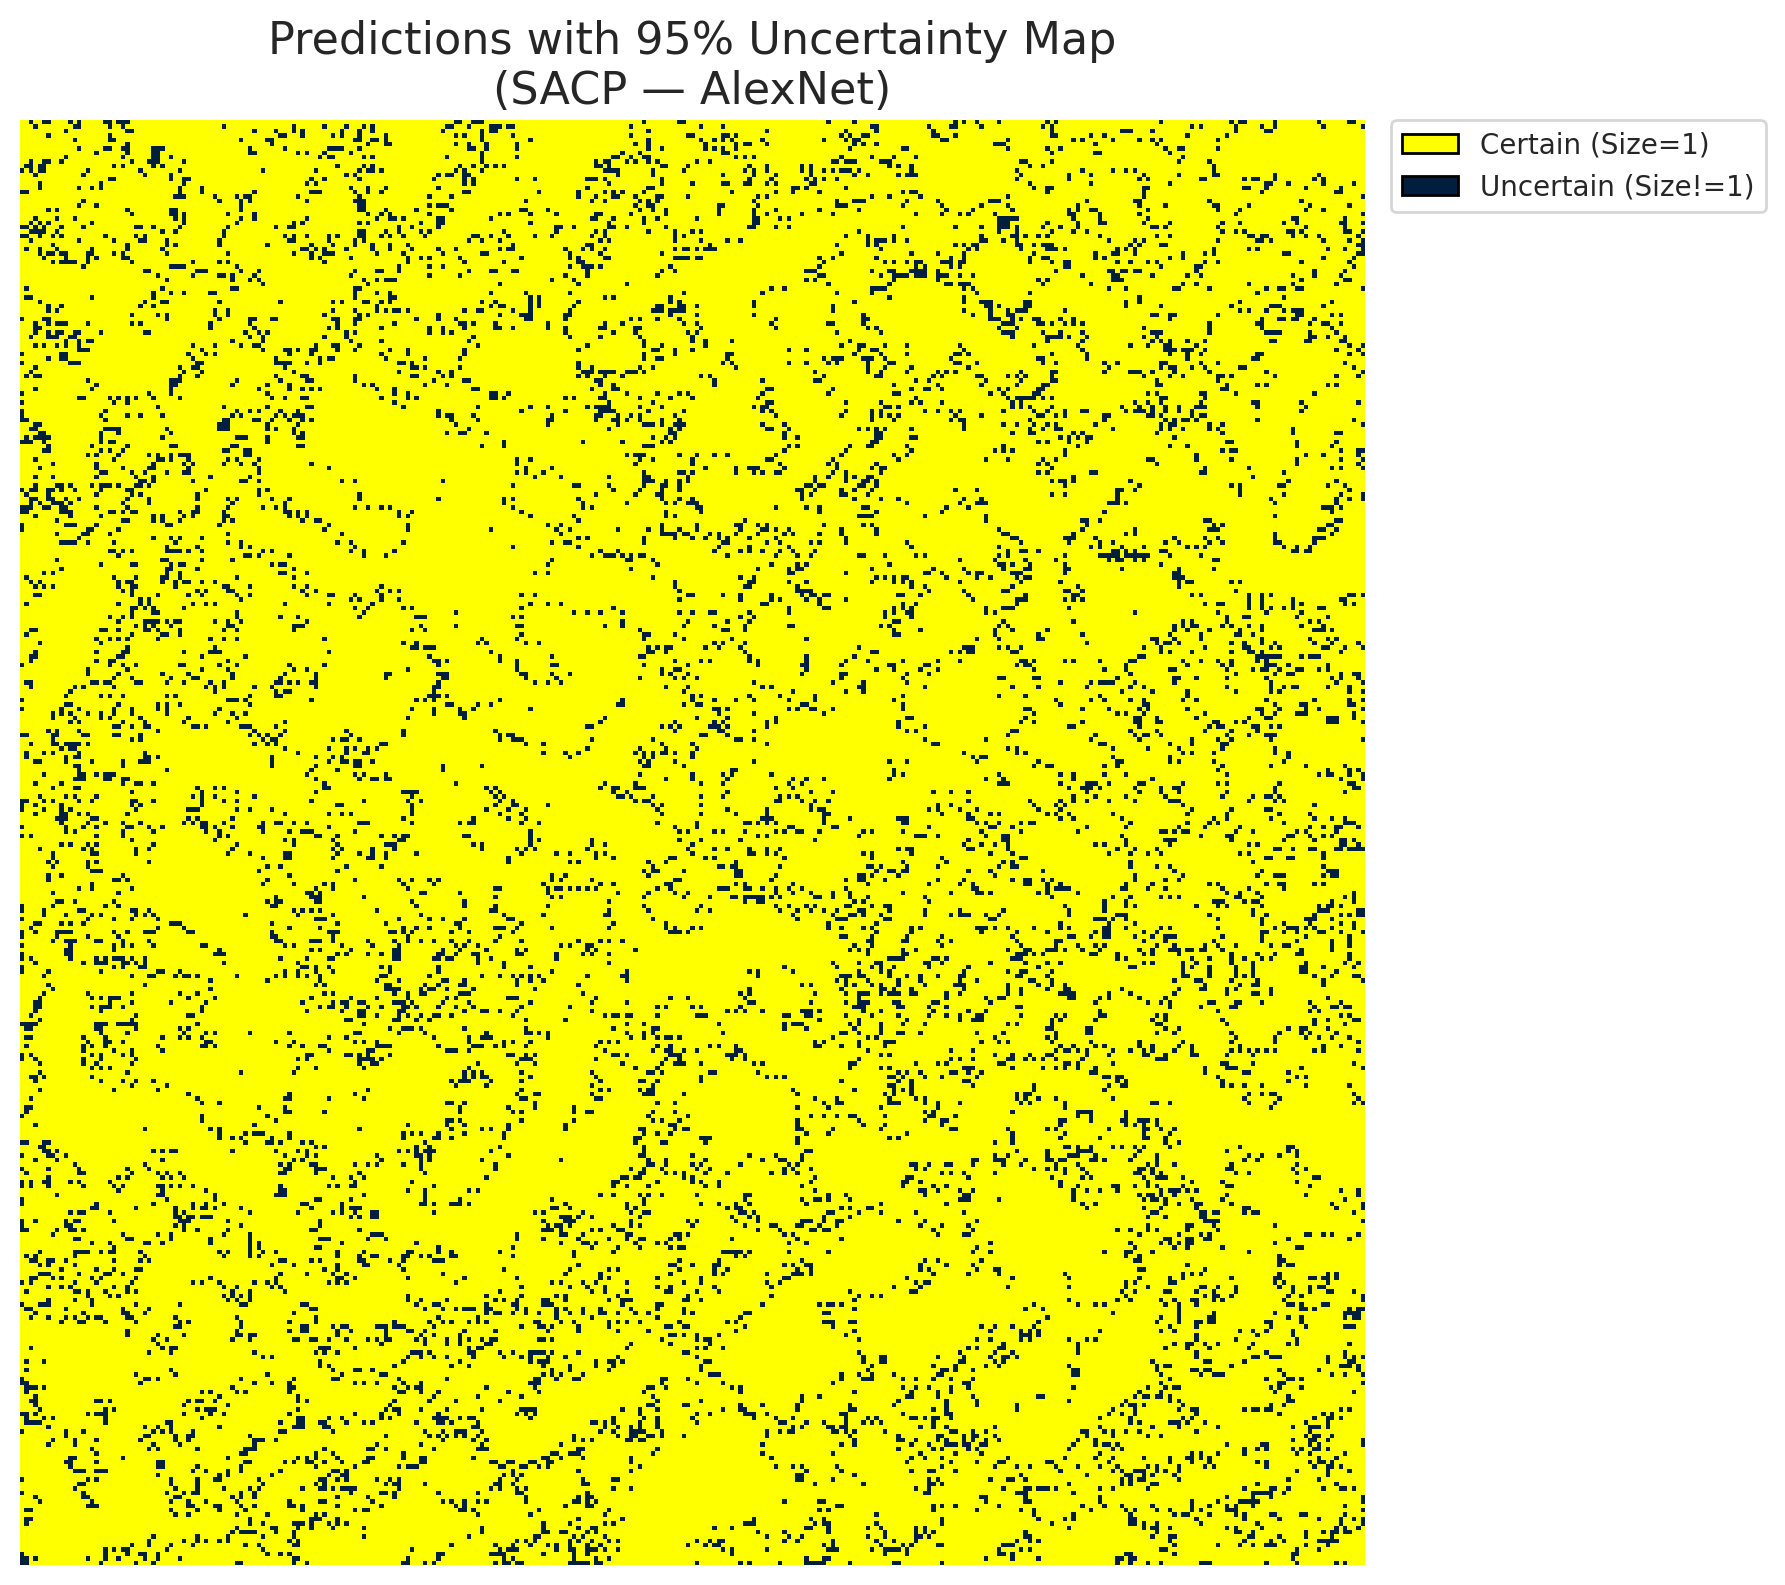 Predictions with 95% Uncertainty Map
(SACP — AlexNet)
Certain (Size=1)
Uncertain (Size!=1)